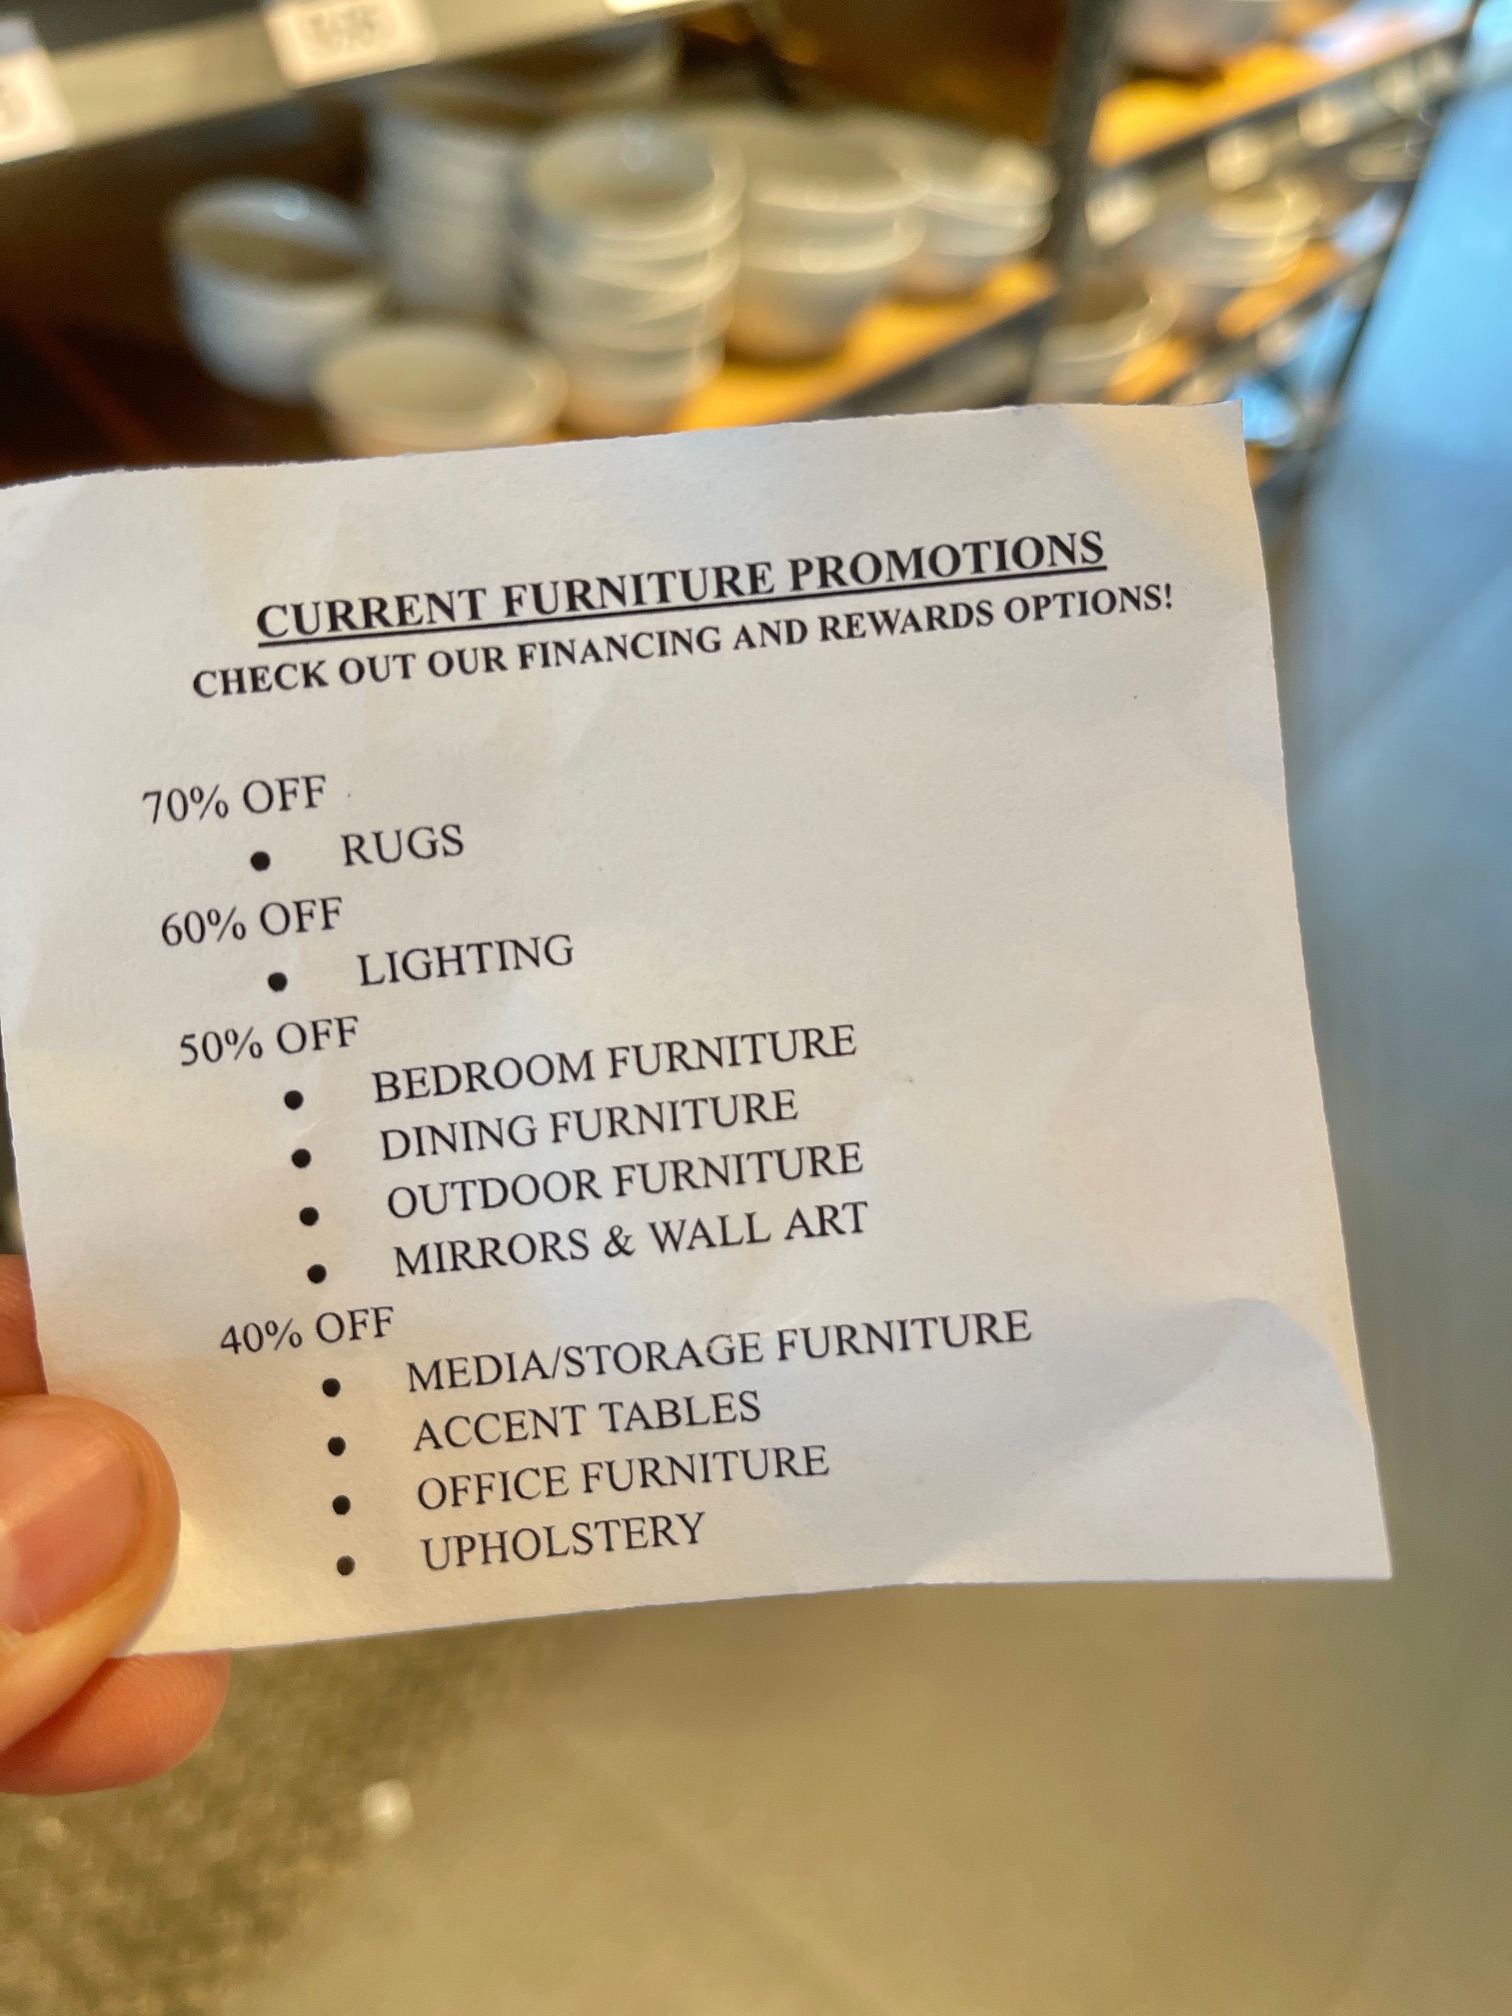 CURRENT FURNITURE PROMOTIONS
CHECK OUT OUR FINANCING AND REWARDS OPTIONS!
70% OFF
• RUGS
60% OFF
• LIGHTING
50% OFF
• BEDROOM FURNITURE
• DINING FURNITURE
• OUTDOOR FURNITURE
• MIRRORS & WALL ART
40% OFF
• MEDIA/STORAGE FURNITURE
• ACCENT TABLES
• OFFICE FURNITURE
• UPHOLSTERY